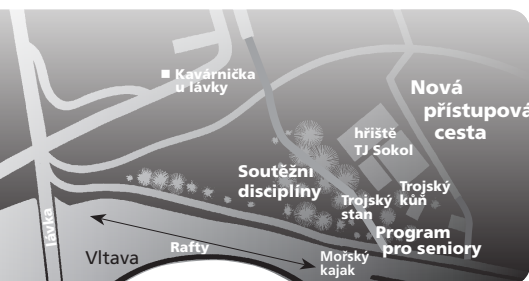 Kavárnička
u lávky
Nová
přístupová
cesta
hřiště
TJ Sokol
Soutěžní
disciplíny
Trojský
stan
Trojský
kůň
Program
pro seniory
lávka
Vltava
Rafty
Mořský
kajak